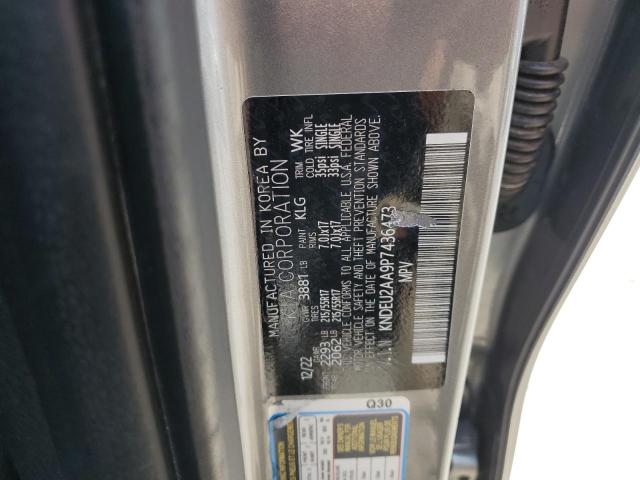 MANUFACTURED IN KOREA BY
KIA CORPORATION
12/22 GVWR 3881 LB PAINT KLG TRIM WK
GAWR TIRES RIMS COLD TIRE INFL
FRONT 2293 LB 215/55R17 7.0Jx17 35psi SINGLE
REAR 2062 LB 215/55R17 7.0Jx17 33psi SINGLE
THIS VEHICLE CONFORMS TO ALL APPLICABLE U.S.A. FEDERAL
MOTOR VEHICLE SAFETY AND THEFT PREVENTION STANDARDS
IN EFFECT ON THE DATE OF MANUFACTURE SHOWN ABOVE.
KNDEU2AA9P7436473
MPV
Q30